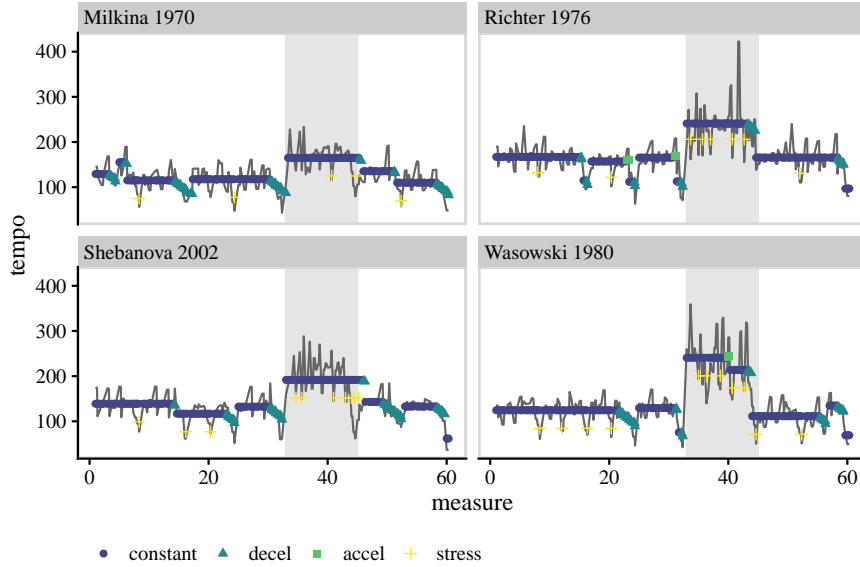 Milkina 1970 Richter 1976
400
300
200
100
Shebanova 2002 Wasowski 1980
400
300
200
100
tempo
0 20 40 60 0 20 40 60
measure
constant decel accel stress